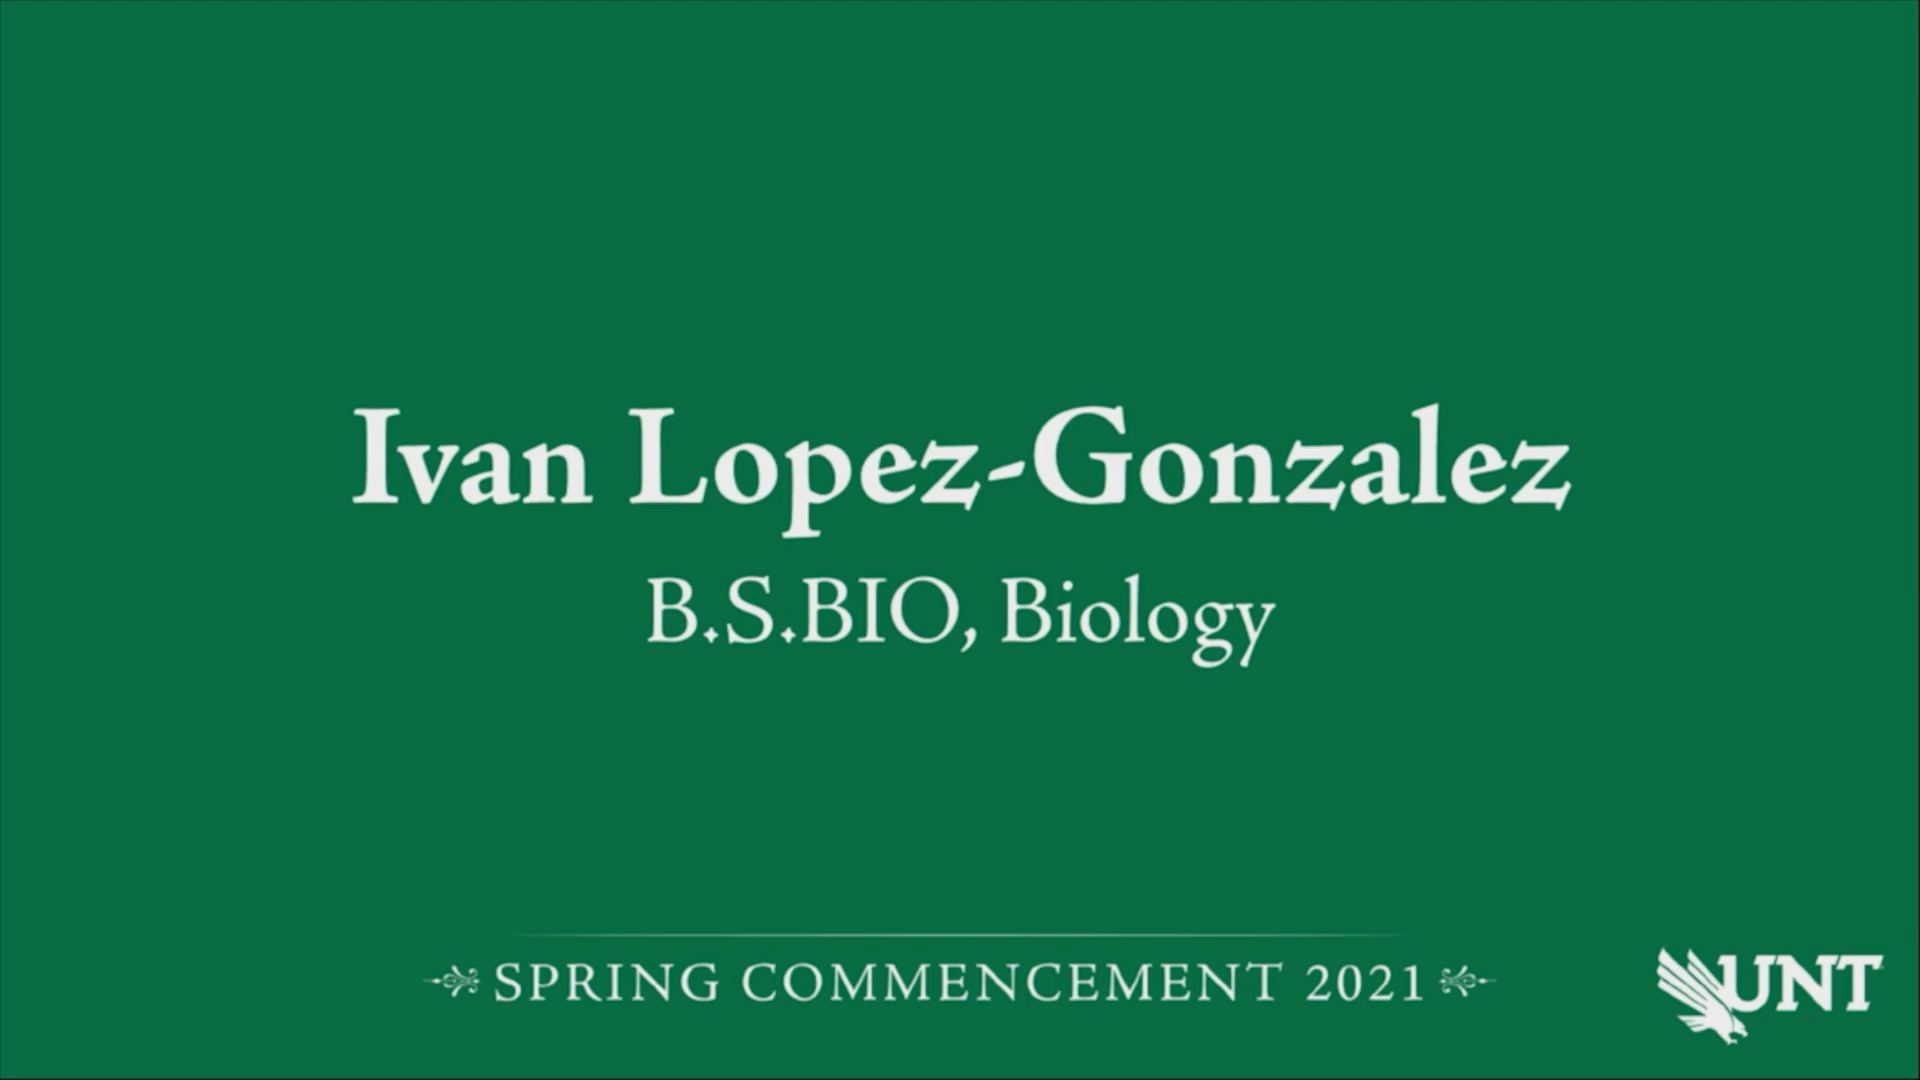 Ivan Lopez-Gonzalez
B.S.BIO, Biology
SPRING COMMENCEMENT 2021
UNT